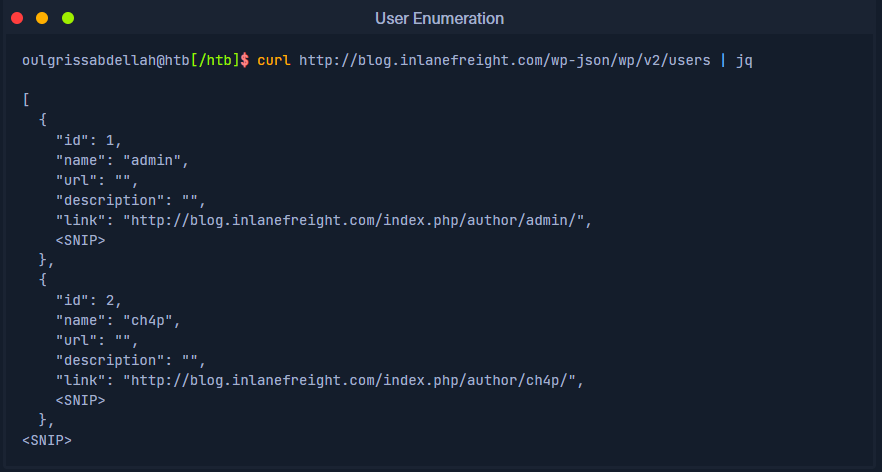 User Enumeration
oulgrissabdellah@htb[/htb]$ curl http://blog.inlanefreight.com/wp-json/wp/v2/users | jq
[
  {
    "id": 1,
    "name": "admin",
    "url": "",
    "description": "",
    "link": "http://blog.inlanefreight.com/index.php/author/admin/",
    <SNIP>
  },
  {
    "id": 2,
    "name": "ch4p",
    "url": "",
    "description": "",
    "link": "http://blog.inlanefreight.com/index.php/author/ch4p/",
    <SNIP>
  },
<SNIP>